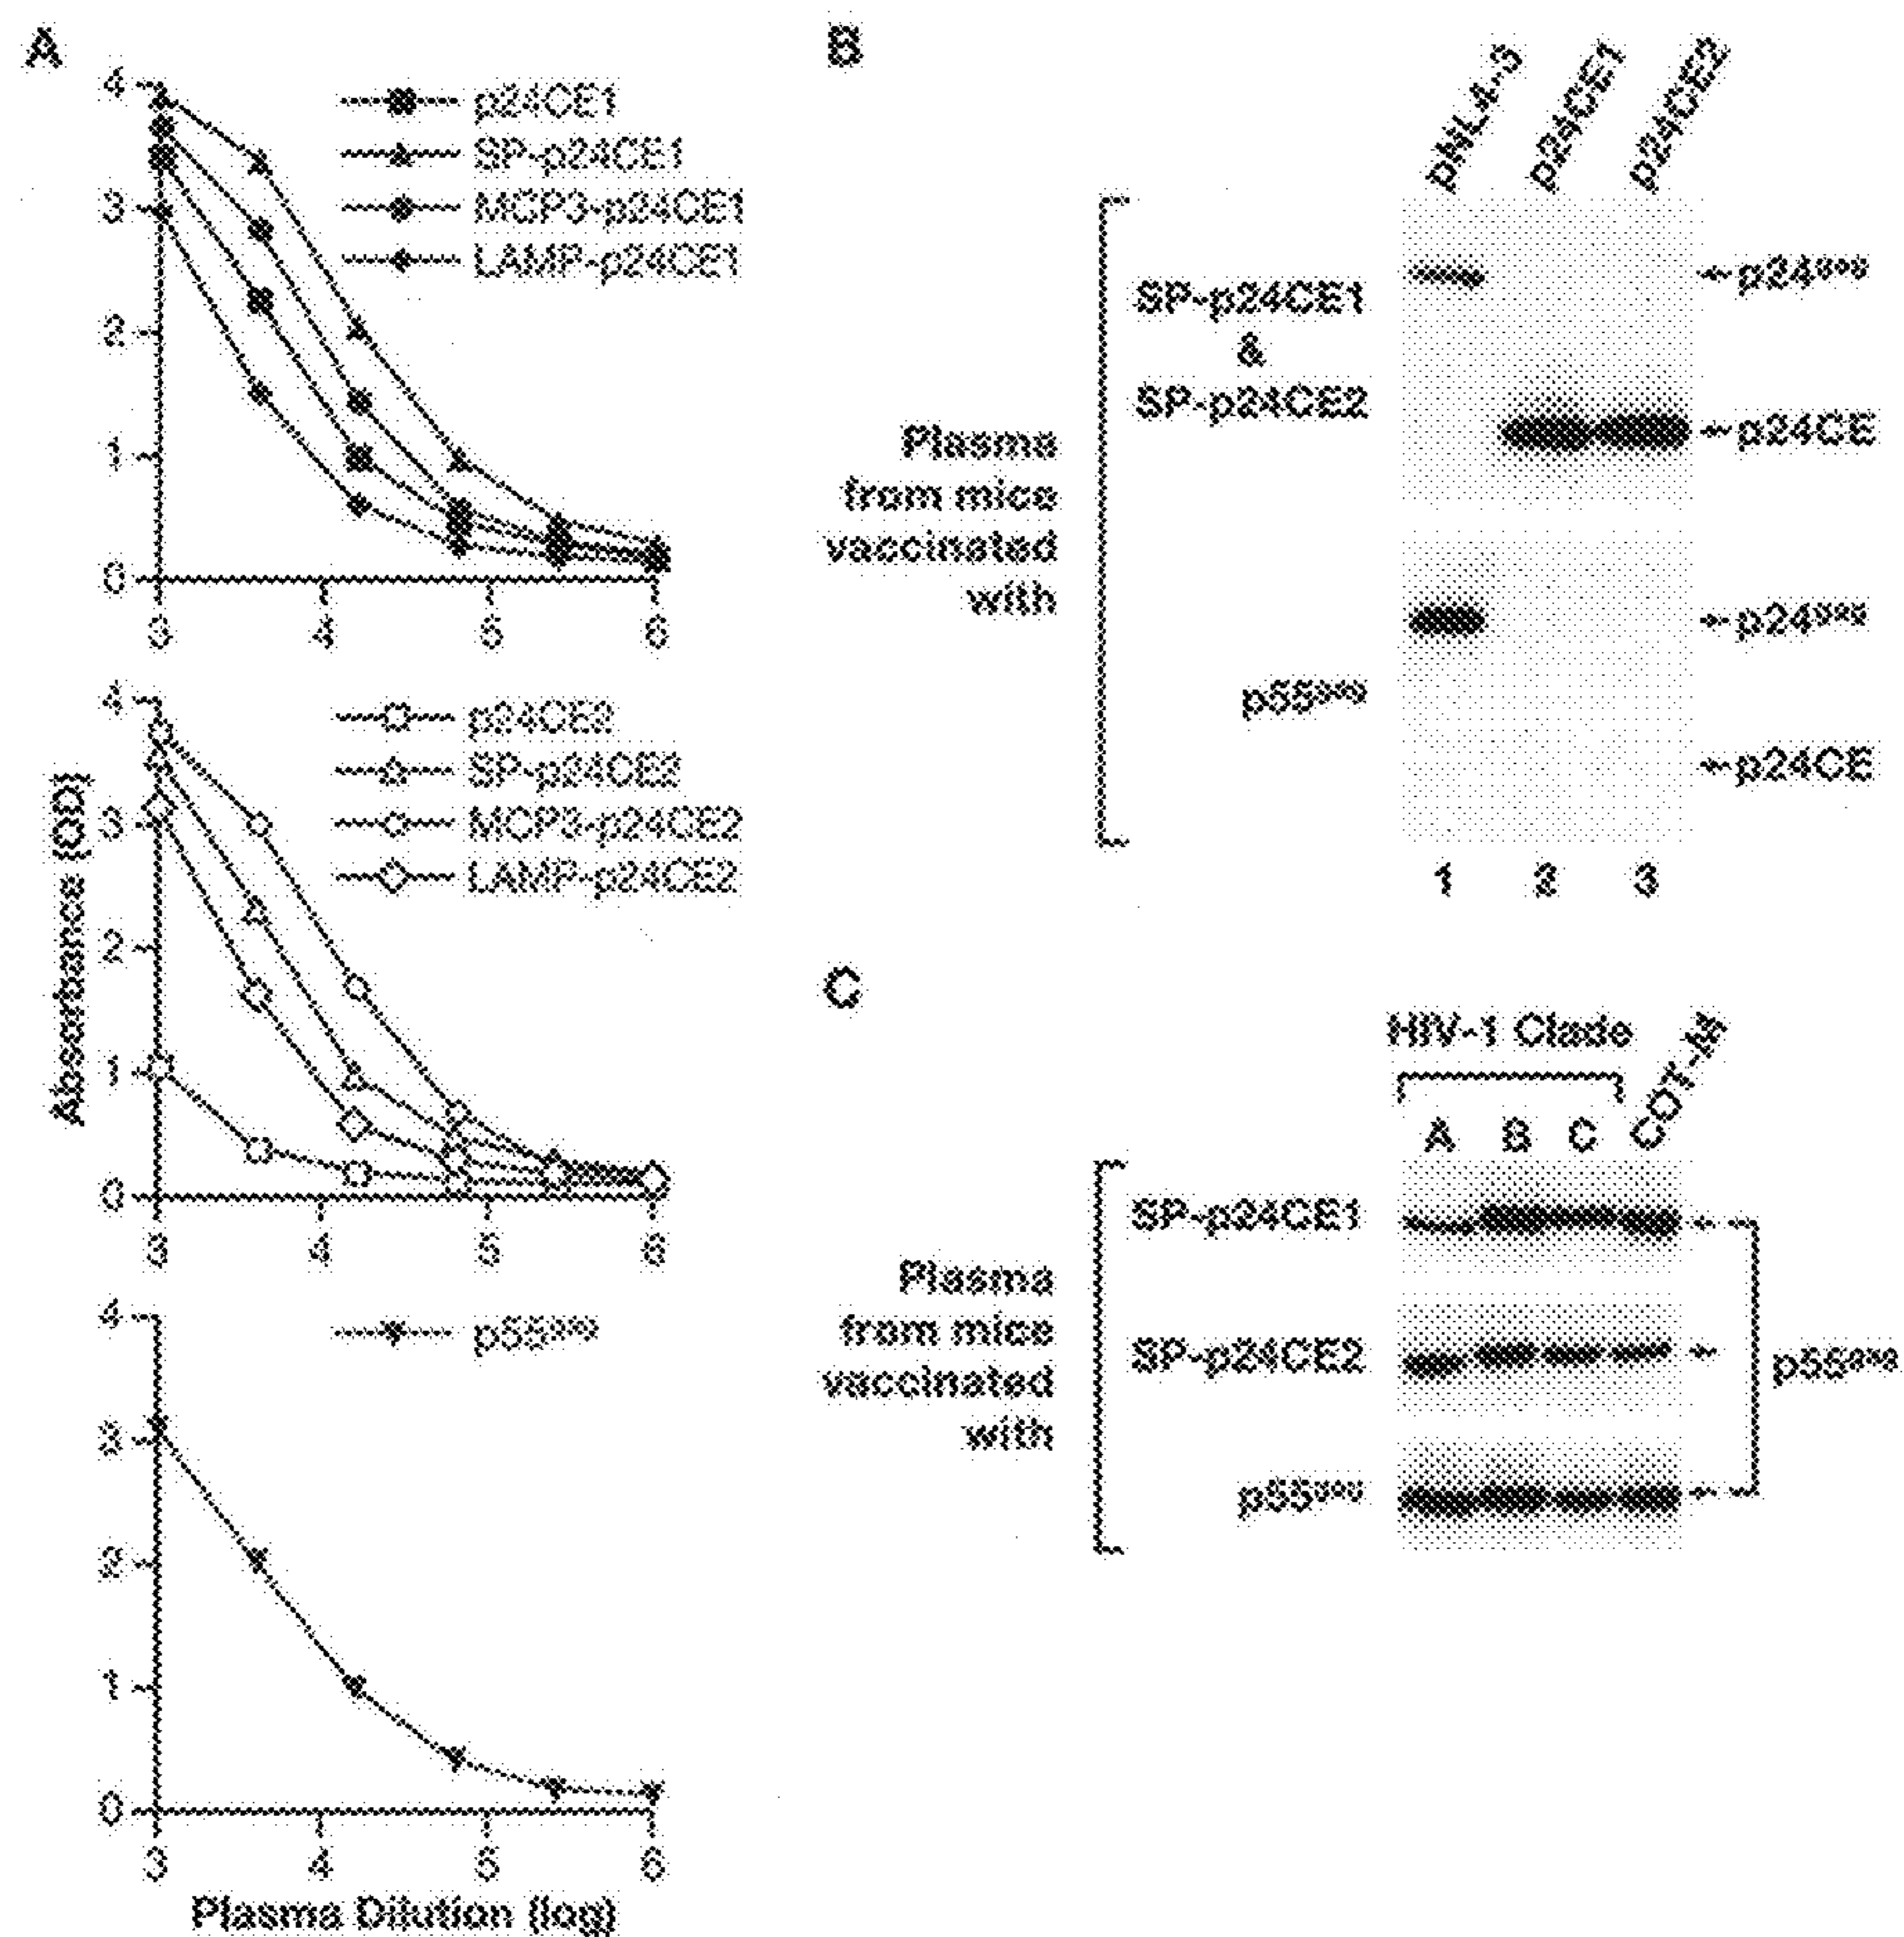 A
4
3
2
1
0
3 4 5 6
p24CE1
SP-p24CE1
MCP3-p24CE1
LAMP-p24CE1
4
3
2
1
0
3 4 5 6
p24CE2
SP-p24CE2
MCP3-p24CE2
LAMP-p24CE2
Absorbance [OD]
4
3
2
1
0
3 4 5 6
p55gag
Plasma Dilution (log)
B
pNL4-3
p24CE1
p24CE2
Plasma
from mice
vaccinated
with
SP-p24CE1
&
SP-p24CE2
p24gag
p24CE
p55gag
p24gag
p24CE
1 2 3
C
HIV-1 Clade
A B C
COT-M
Plasma
from mice
vaccinated
with
SP-p24CE1
SP-p24CE2
p55gag
p55gag